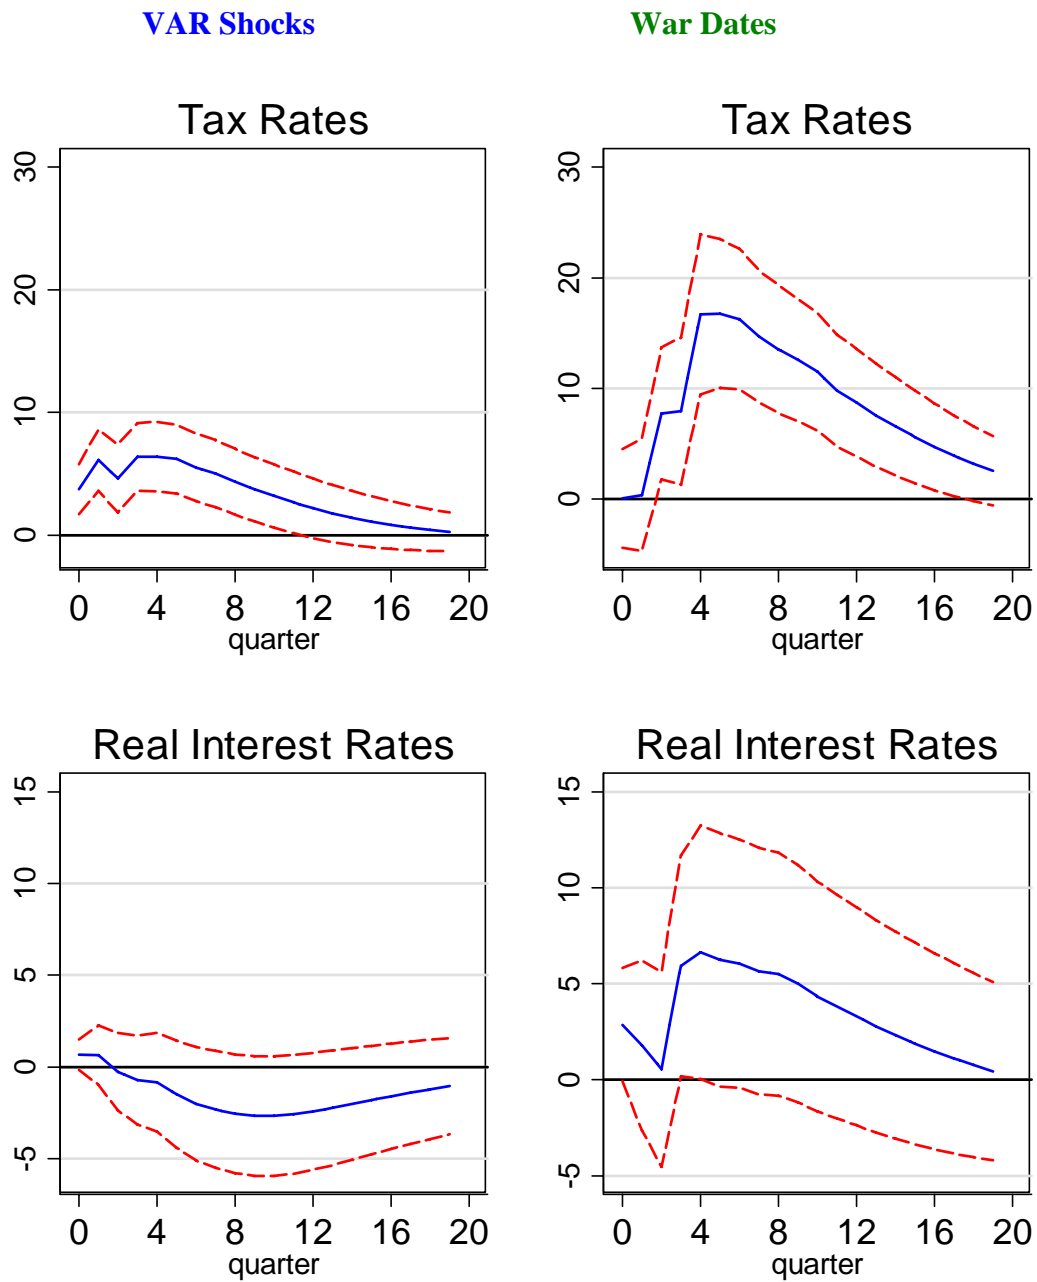 VAR Shocks War Dates
Tax Rates Tax Rates
30 30
20 20
10 10
0 0
0 4 8 12 16 20 0 4 8 12 16 20
quarter quarter
Real Interest Rates Real Interest Rates
15 15
10 10
5 5
0 0
-5 -5
0 4 8 12 16 20 0 4 8 12 16 20
quarter quarter